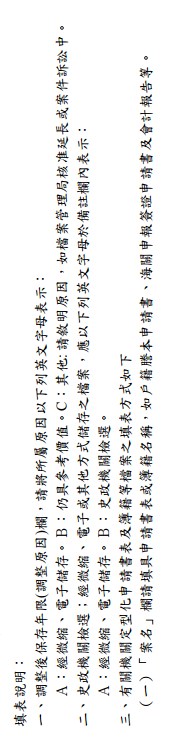 填表說明：
一、調整後保存年限(調整原因)欄，請將所屬原因以下列英文字母表示：
A：經微縮、電子儲存。B：仍具參考價值。C：其他:請敘明原因，如檔案管理局核准延長或案件訴訟中。
二、史政機關檢選：經微縮、電子或其他方式儲存之檔案，應以下列英文字母於備註欄內表示：
A：經微縮、電子儲存。B：史政機關檢選。
三、有關機關定型化申請書表及簿籍等檔案之填表方式如下
（一）「案名」欄請填具申請書表或簿籍名稱，如戶籍謄本申請書、海關申報簽證申請書及會計報告等。